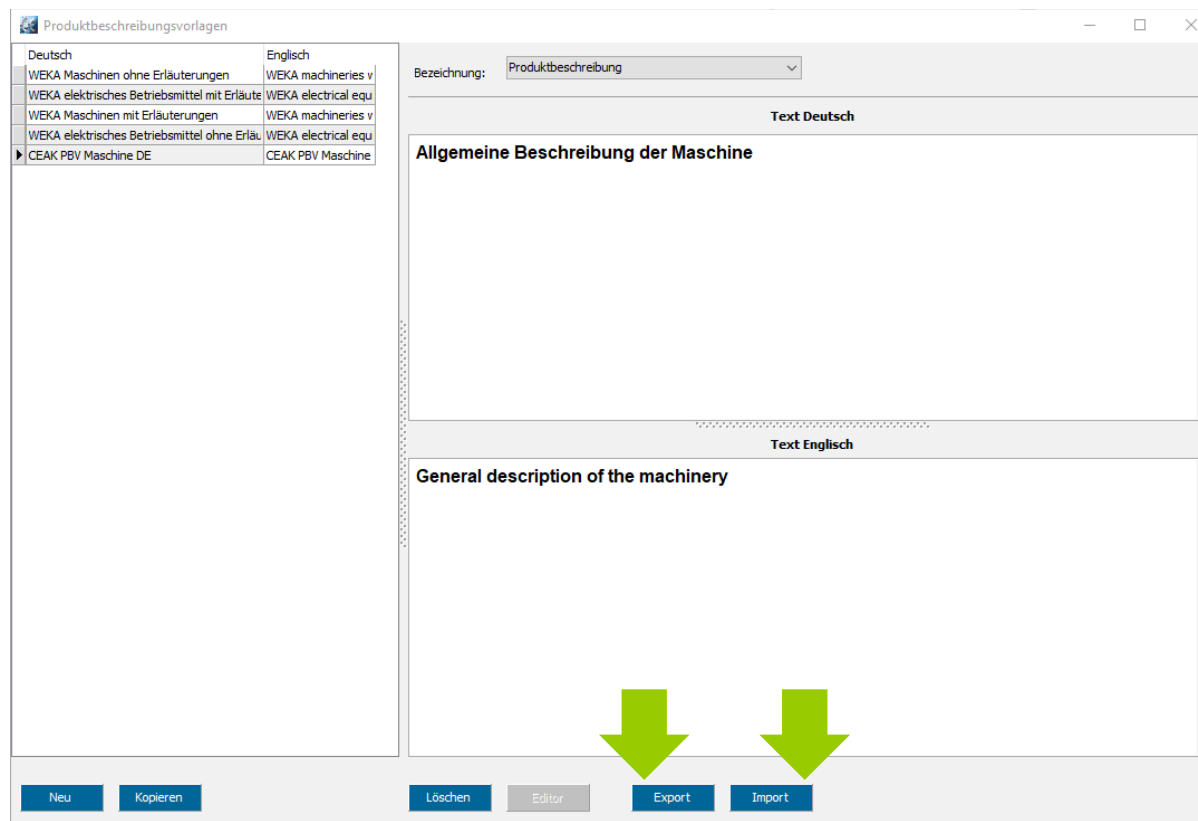 Produktbeschreibungsvorlagen
Deutsch Englisch
WEKA Maschinen ohne Erläuterungen WEKA machineries w
WEKA elektrisches Betriebsmittel mit Erläute WEKA electrical equ
WEKA Maschinen mit Erläuterungen WEKA machineries w
WEKA elektrisches Betriebsmittel ohne Erläu WEKA electrical equ
CEAK PBV Maschine DE CEAK PBV Maschine
Bezeichnung: Produktbeschreibung
Text Deutsch
Allgemeine Beschreibung der Maschine
Text Englisch
General description of the machinery
Neu Kopieren Löschen Editor Export Import